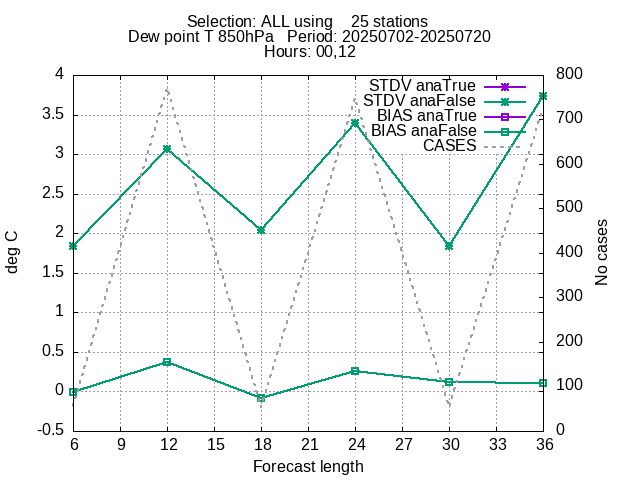 Selection: ALL using    25 stations
Dew point T 850hPa   Period: 20250702-20250720
Hours: 00,12
STDV anaTrue
STDV anaFalse
BIAS anaTrue
BIAS anaFalse
CASES
4
3.5
3
2.5
2
1.5
1
0.5
0
-0.5
deg C
800
700
600
500
400
300
200
100
0
No cases
6 9 12 15 18 21 24 27 30 33 36
Forecast length